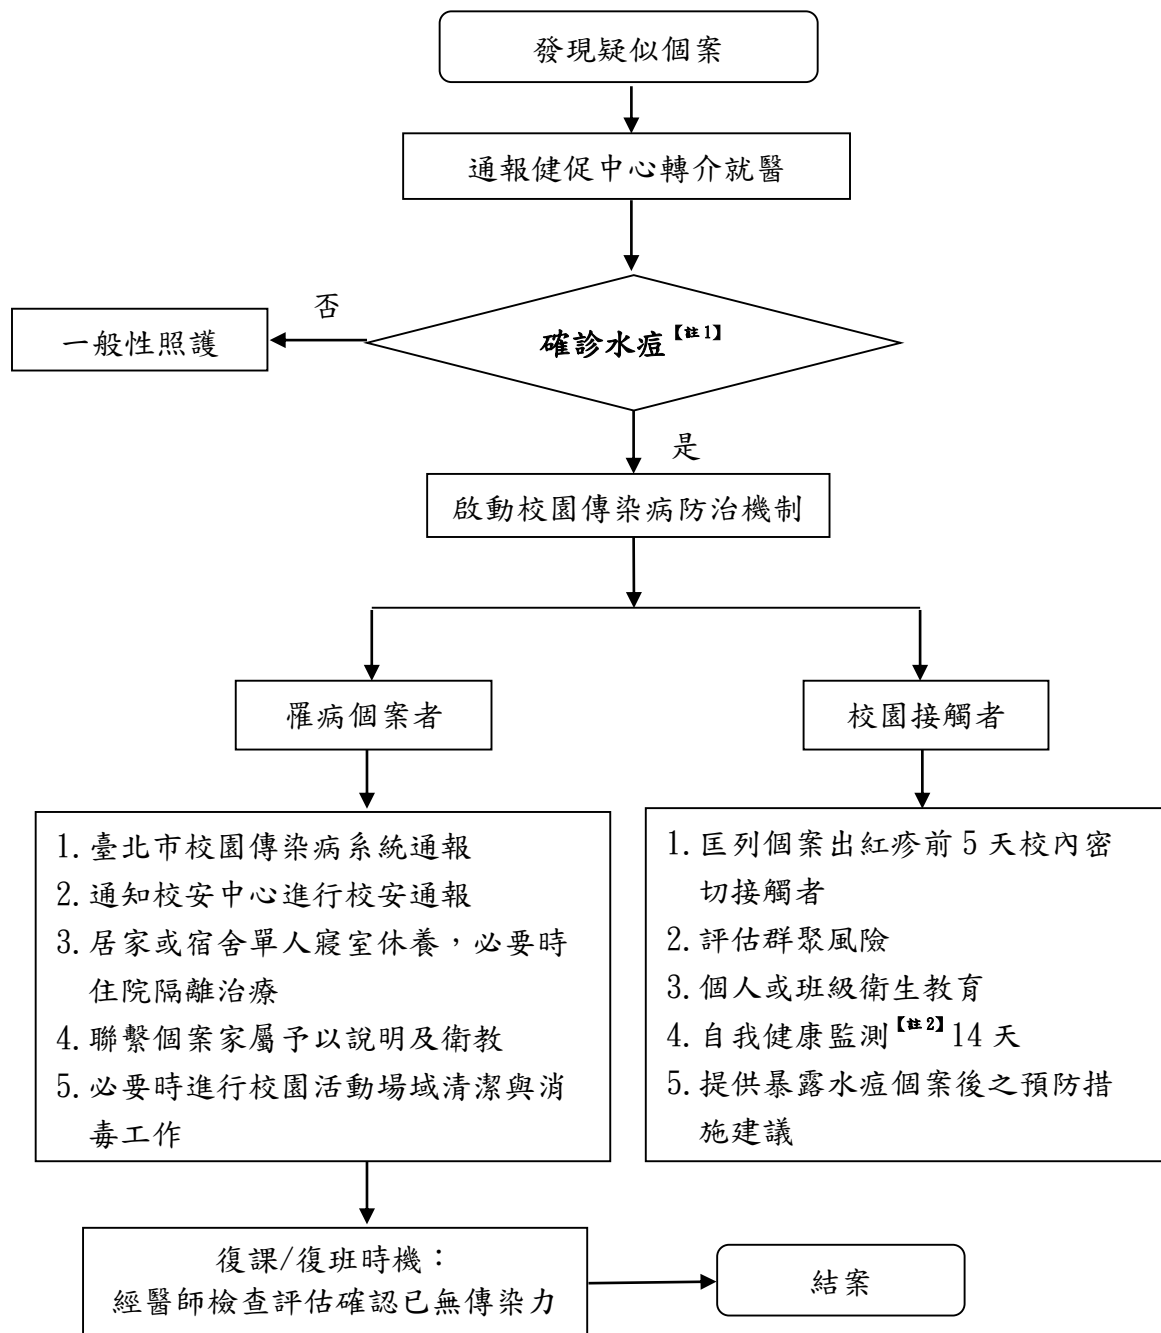 發現疑似個案
通報健促中心轉介就醫
否
一般性照護
確診水痘【註1】
是
啟動校園傳染病防治機制
罹病個案者
校園接觸者
1.臺北市校園傳染病系統通報
2.通知校安中心進行校安通報
3.居家或宿舍單人寢室休養，必要時
住院隔離治療
4.聯繫個案家屬予以說明及衛教
5.必要時進行校園活動場域清潔與消
毒工作
1.匡列個案出紅疹前5天校內密
切接觸者
2.評估群聚風險
3.個人或班級衛生教育
4.自我健康監測【註2】14天
5.提供暴露水痘個案後之預防措
施建議
復課/復班時機：
經醫師檢查評估確認已無傳染力
結案